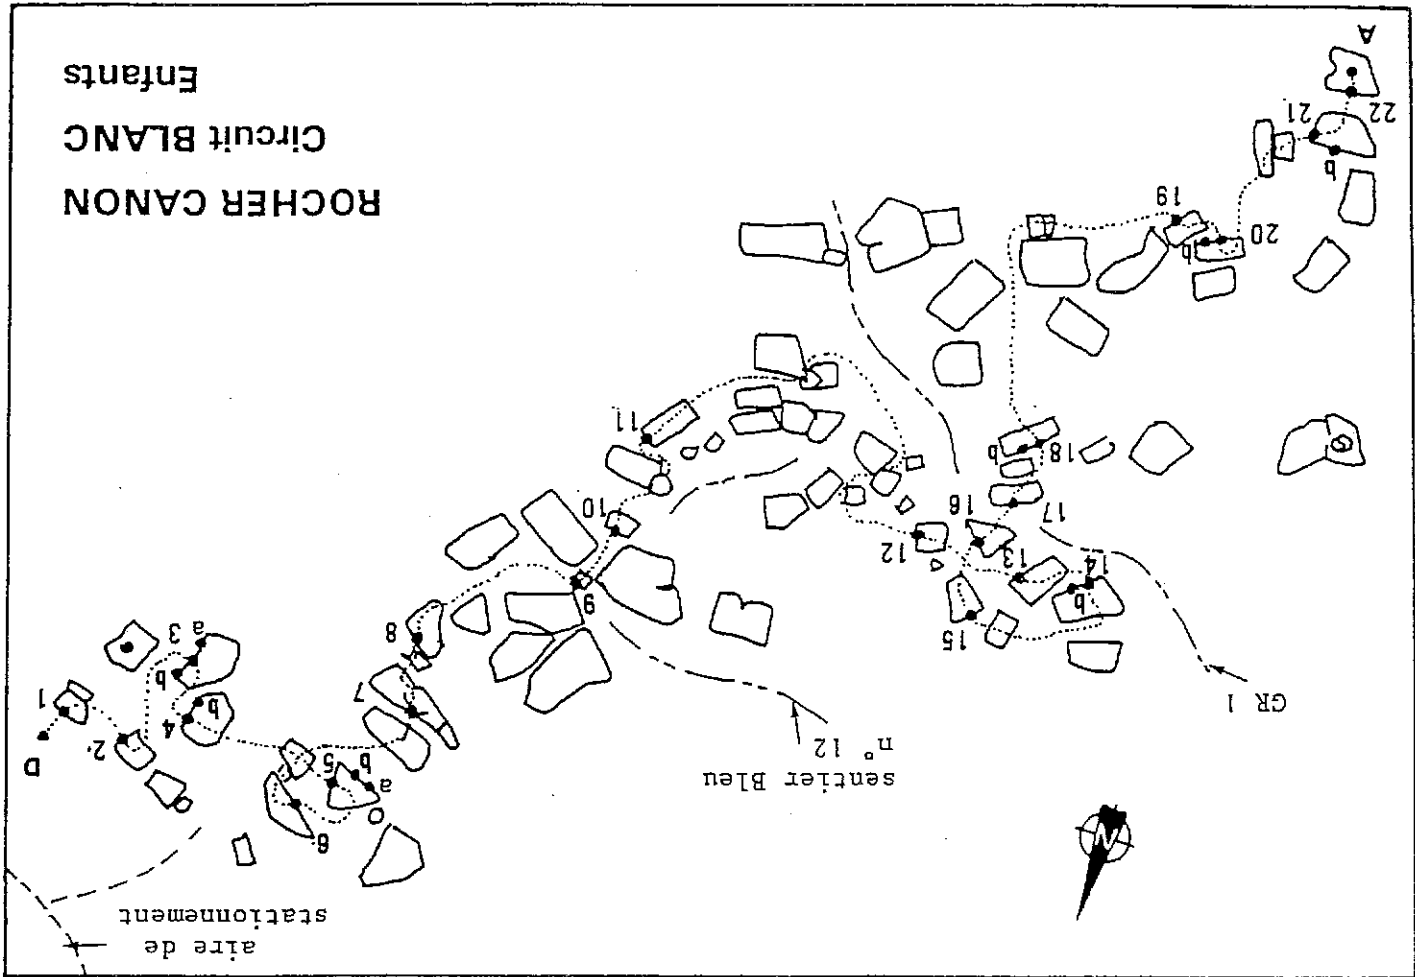 aire de
stationnement
N
sentier Bleu
n° 12
GR 1
D
1
2
a 3
b
4
b
5
a
b
6
7
8
9
10
11
12
13
14
b
15
16
17
18
b
19
20
b
21
b
22
A
ROCHER CANON
Circuit BLANC
Enfants